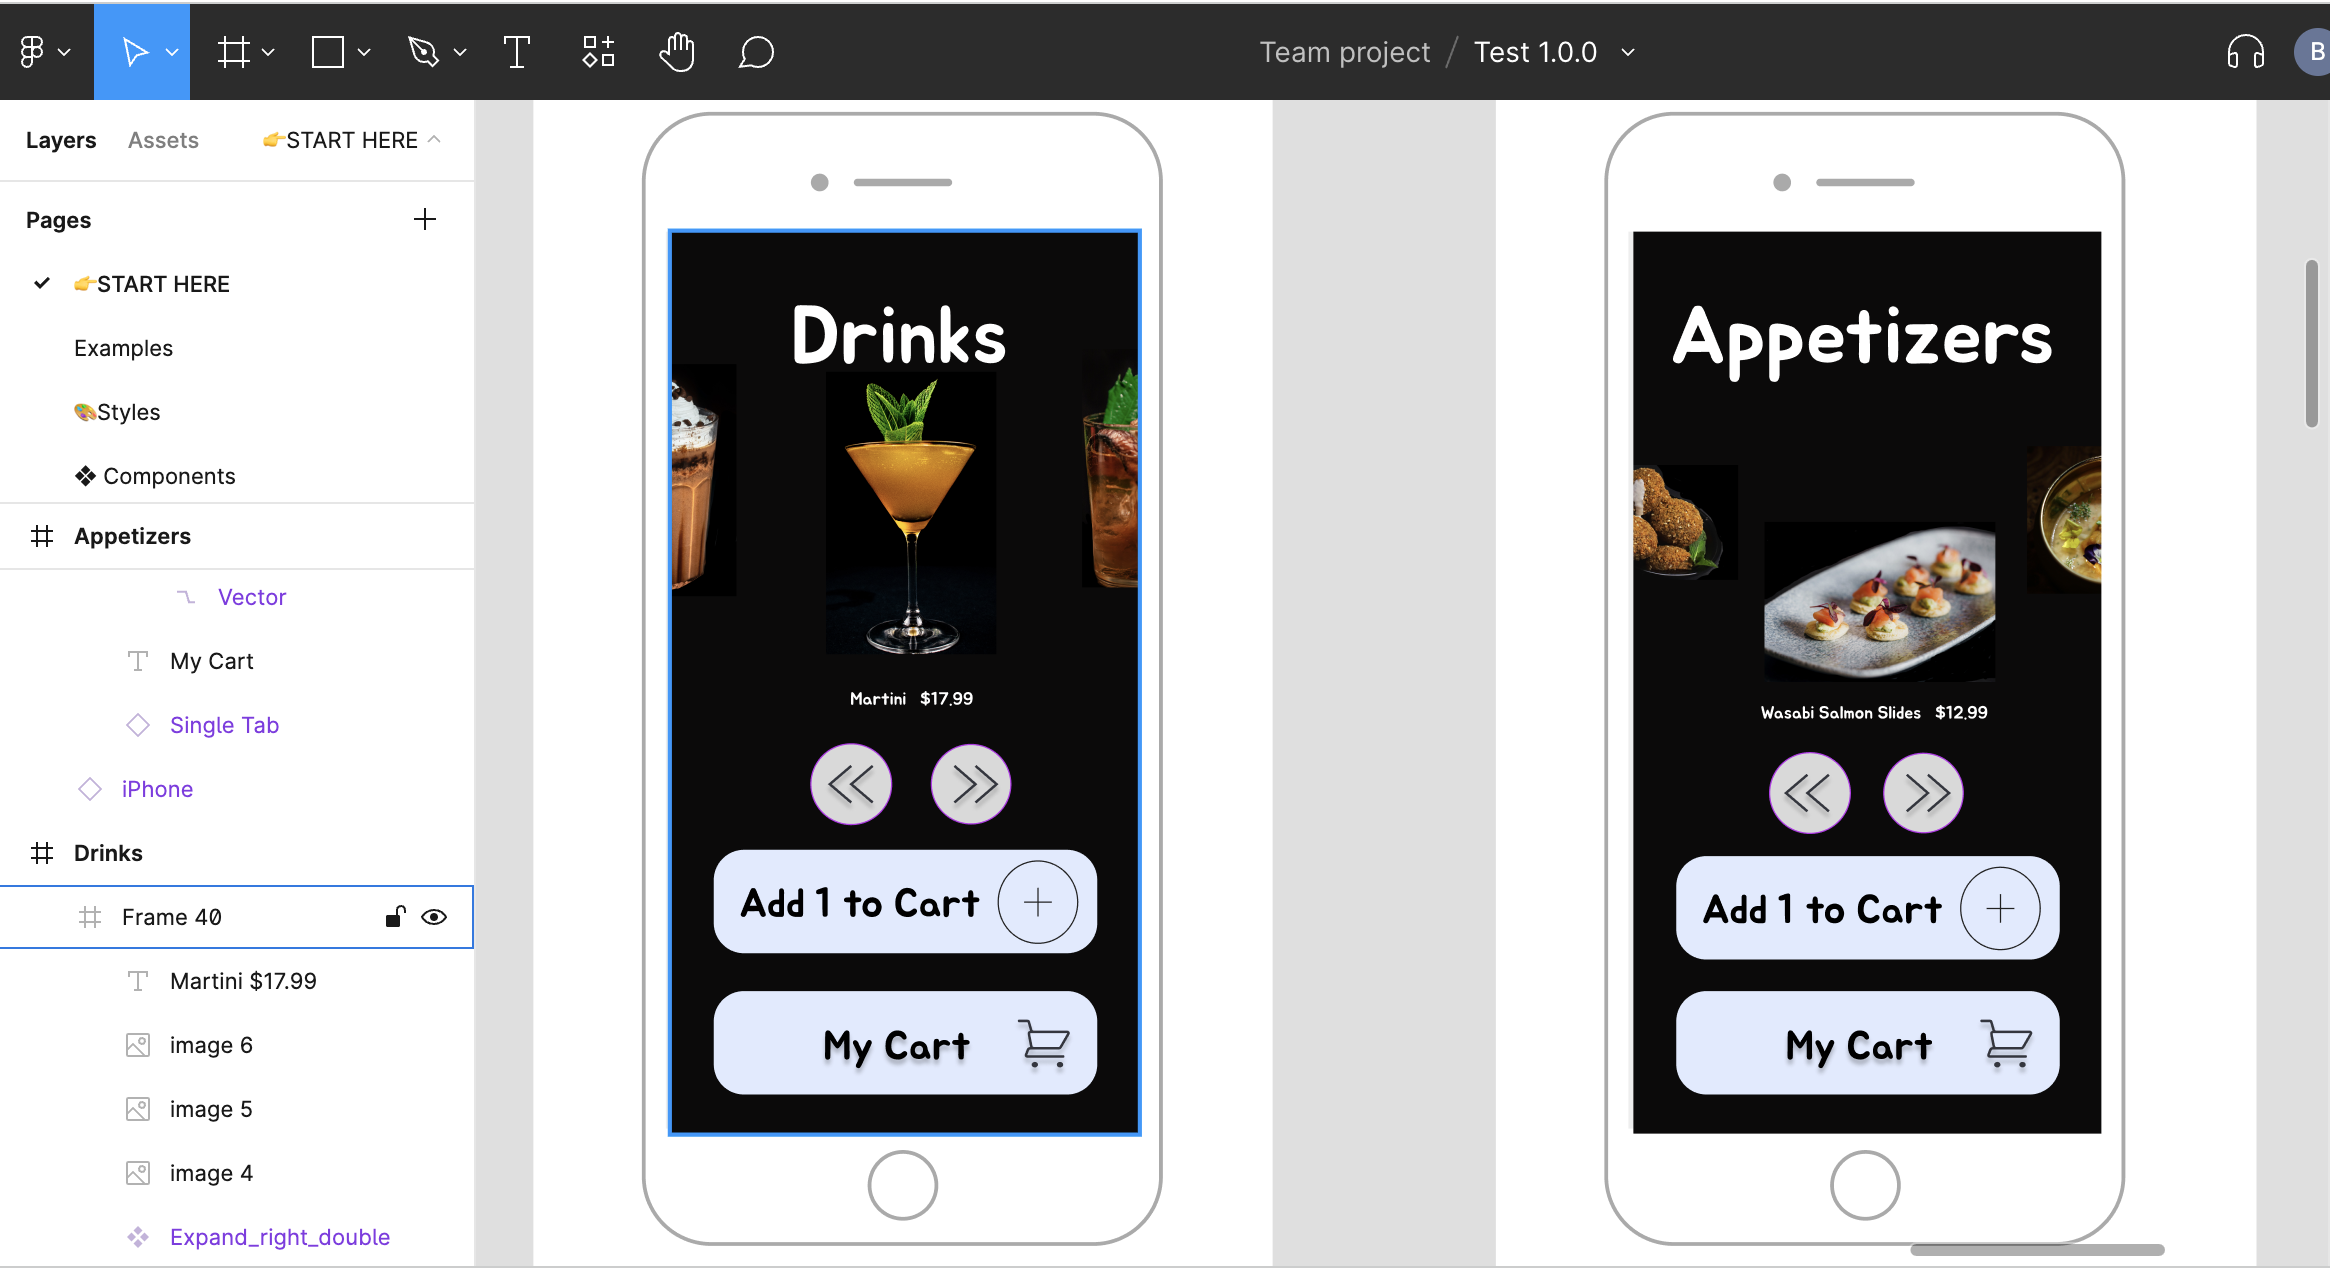 Team project / Test 1.0.0
B
Layers Assets 👉START HERE
Pages
👉START HERE
Examples
🎨Styles
Components
Appetizers
Vector
My Cart
Single Tab
iPhone
Drinks
Frame 40
Martini $17.99
image 6
image 5
image 4
Expand_right_double
Drinks
Martini $17.99
Add 1 to Cart
My Cart
Appetizers
Wasabi Salmon Slides $12.99
Add 1 to Cart
My Cart